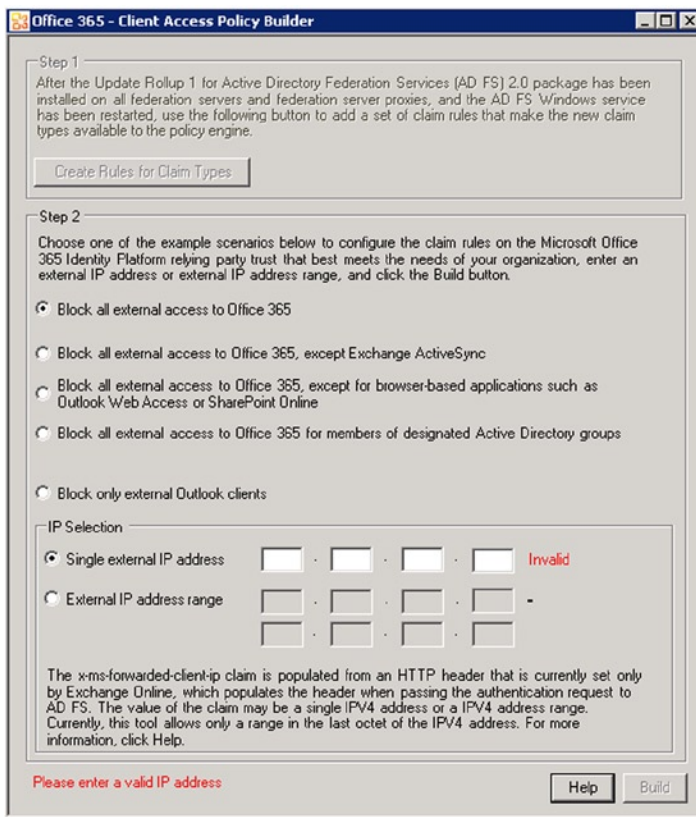 Office 365 - Client Access Policy Builder
Step 1
After the Update Rollup 1 for Active Directory Federation Services (AD FS) 2.0 package has been
installed on all federation servers and federation server proxies, and the AD FS Windows service
has been restarted, use the following button to add a set of claim rules that make the new claim
types available to the policy engine.
Create Rules for Claim Types
Step 2
Choose one of the example scenarios below to configure the claim rules on the Microsoft Office
365 Identity Platform relying party trust that best meets the needs of your organization, enter an
external IP address or external IP address range, and click the Build button.
Block all external access to Office 365
Block all external access to Office 365, except Exchange ActiveSync
Block all external access to Office 365, except for browser-based applications such as
Outlook Web Access or SharePoint Online
Block all external access to Office 365 for members of designated Active Directory groups
Block only external Outlook clients
IP Selection
Single external IP address . . . Invalid
External IP address range . . . -
. . .
The x-ms-forwarded-client-ip claim is populated from an HTTP header that is currently set only
by Exchange Online, which populates the header when passing the authentication request to
AD FS. The value of the claim may be a single IPV4 address or a IPV4 address range.
Currently, this tool allows only a range in the last octet of the IPV4 address. For more
information, click Help.
Please enter a valid IP address
Help
Build